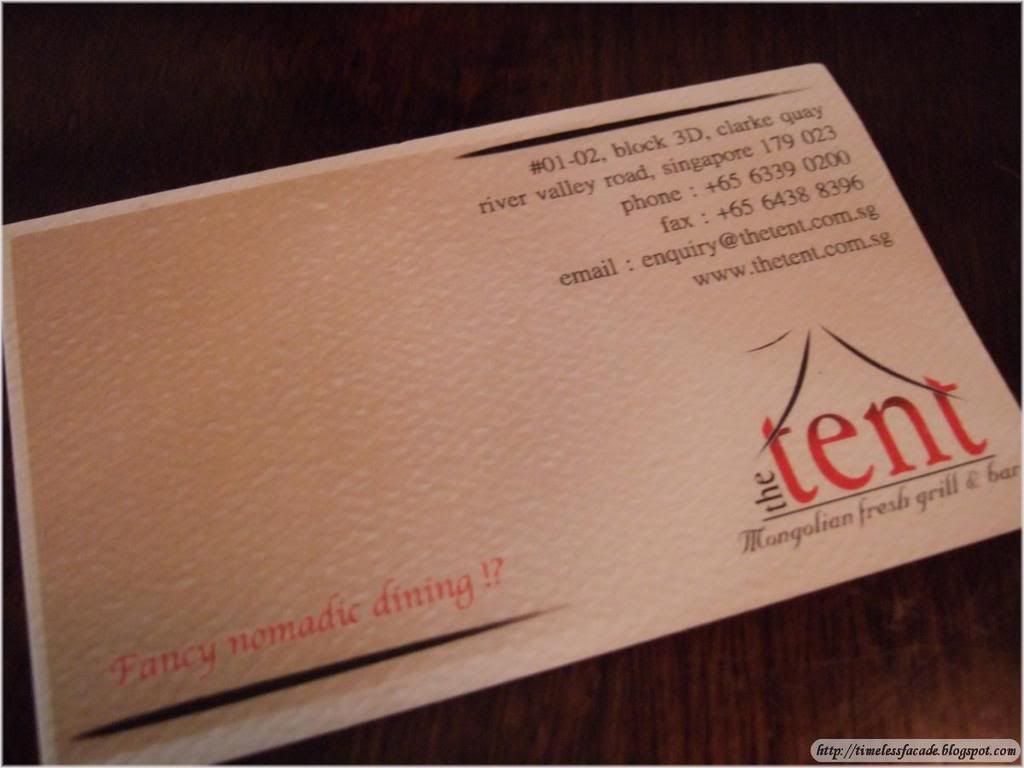 #01-02, block 3D, clarke quay
river valley road, singapore 179 023
phone : +65 6339 0200
fax : +65 6438 8396
email : enquiry@thetent.com.sg
www.thetent.com.sg
the tent
Mongolian fresh grill & bar
Fancy nomadic dining !?
http://timelessfacade.blogspot.com